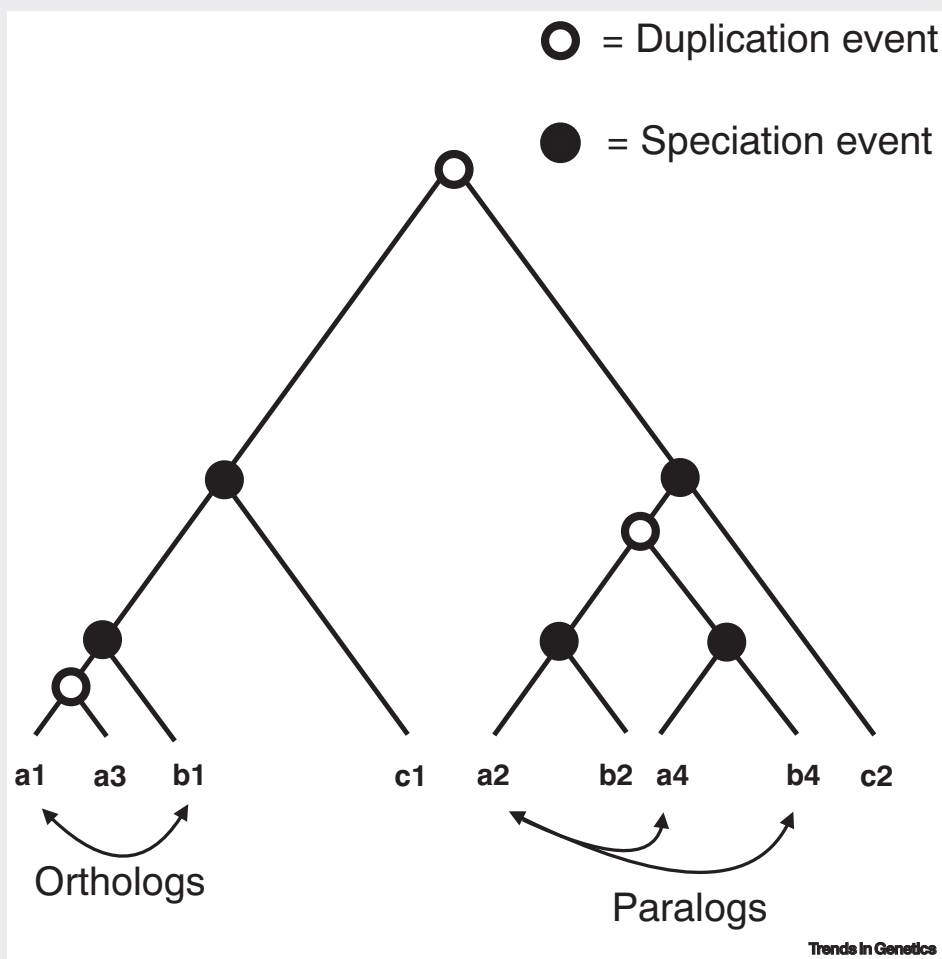 = Duplication event
= Speciation event
a1 a3 b1 c1 a2 b2 a4 b4 c2
Orthologs
Paralogs
Trends in Genetics